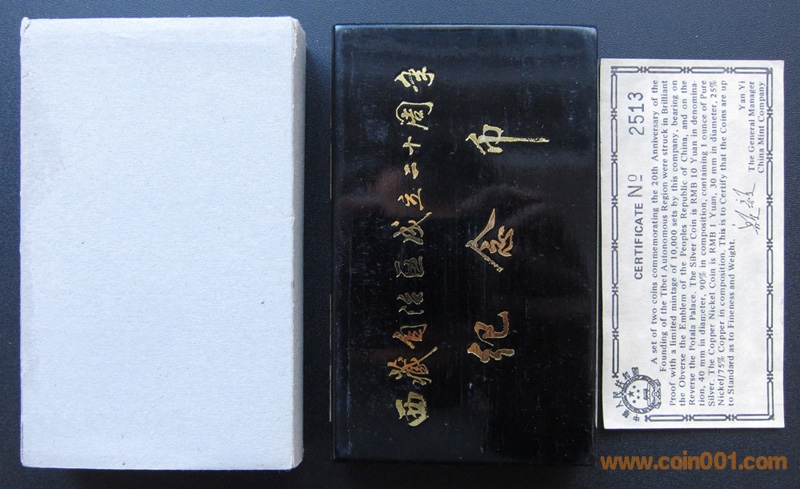 西藏自治区成立二十周年
纪念币
CERTIFICATE Nº 2513
A set of two coins commemorating the 20th Anniversary of the
Founding of the Tibet Autonomous Region were struck in Brilliant
Proof with a limited mintage of 10,000 sets by this company, bearing on
the Obverse the Emblem of the Peoples Republic of China, and on the
Reverse the Potala Palace. The Silver Coin is RMB 10 Yuan in denomina-
tion, 40 mm in diameter, 90% in composition, containing 1 ounce of Pure
Silver. The Copper Nickel Coin is RMB 1 Yuan, 30 mm in diameter, 25%
Nickel/75% Copper in composition. This is to Certify that the Coins are up
to Standard as to Fineness and Weight.
Yan Yi
The General Manager
China Mint Company
www.coin001.com